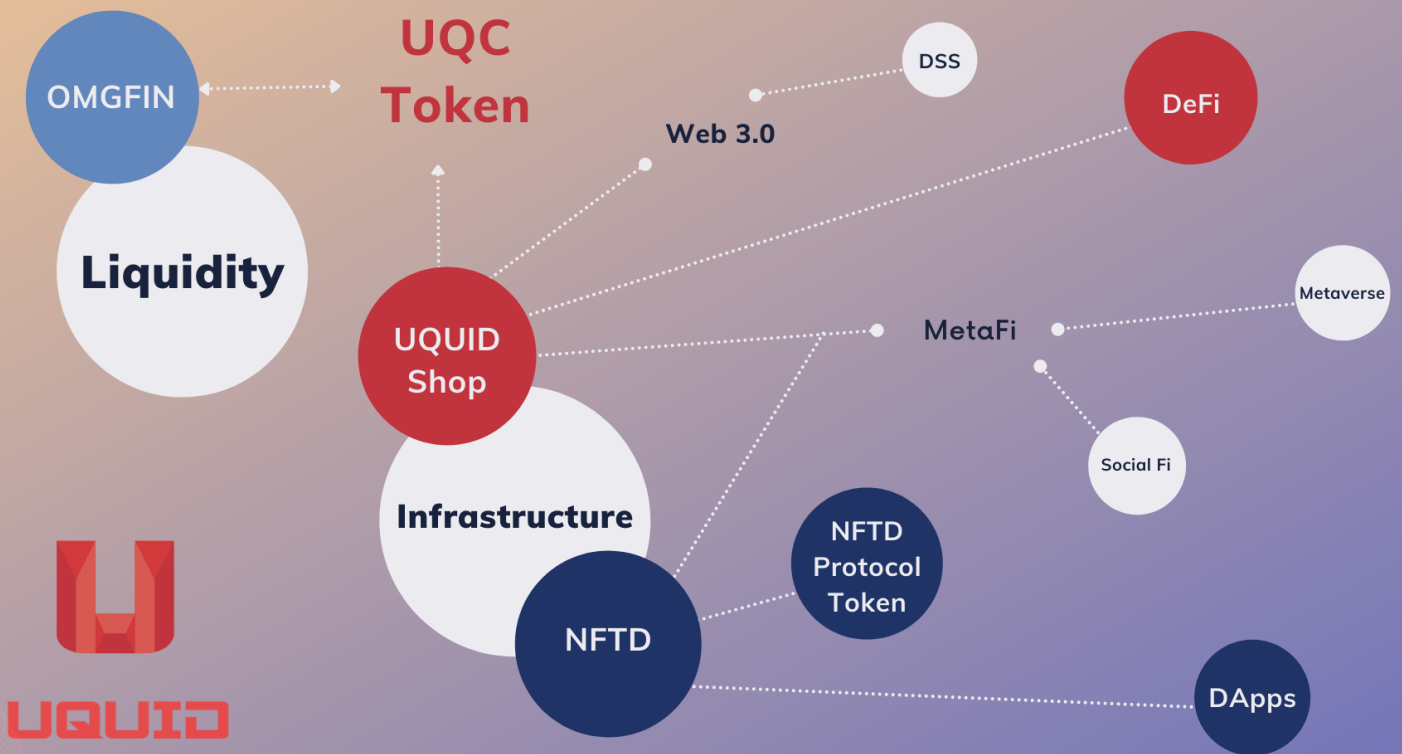 OMGFIN
UQC
Token
DSS
DeFi
Web 3.0
Liquidity
UQUID
Shop
MetaFi
Metaverse
Social Fi
Infrastructure
NFTD
Protocol
Token
NFTD
DApps
UQUID